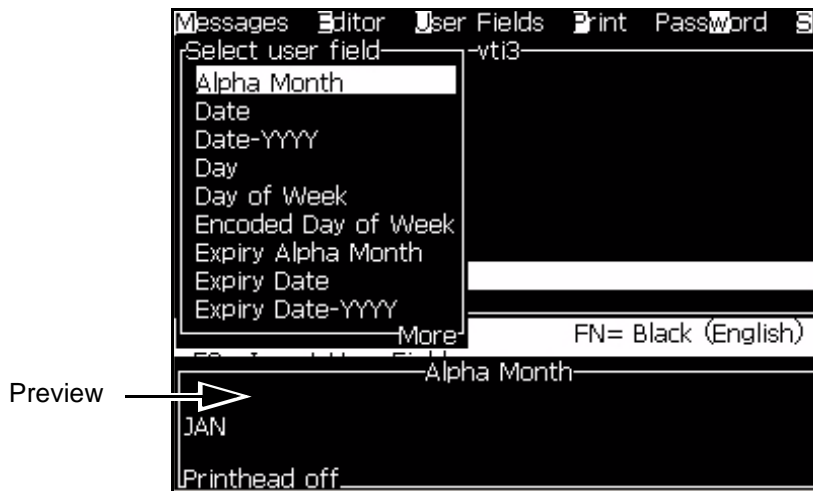 Messages Editor User Fields Print Password S
Select user field vti3
Alpha Month
Date
Date-YYYY
Day
Day of Week
Encoded Day of Week
Expiry Alpha Month
Expiry Date
Expiry Date-YYYY
More FN= Black (English)
Alpha Month
Preview
JAN
Printhead off